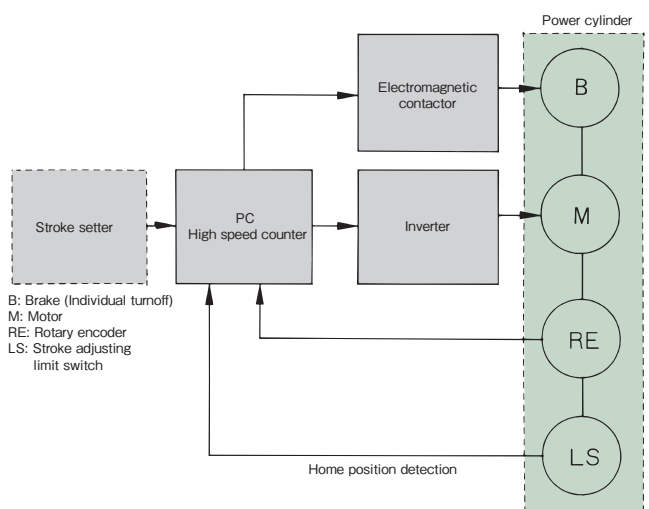 Power cylinder
Electromagnetic
contactor
B
Stroke setter
PC
High speed counter
Inverter
M
B: Brake (Individual turnoff)
M: Motor
RE: Rotary encoder
LS: Stroke adjusting
limit switch
RE
LS
Home position detection